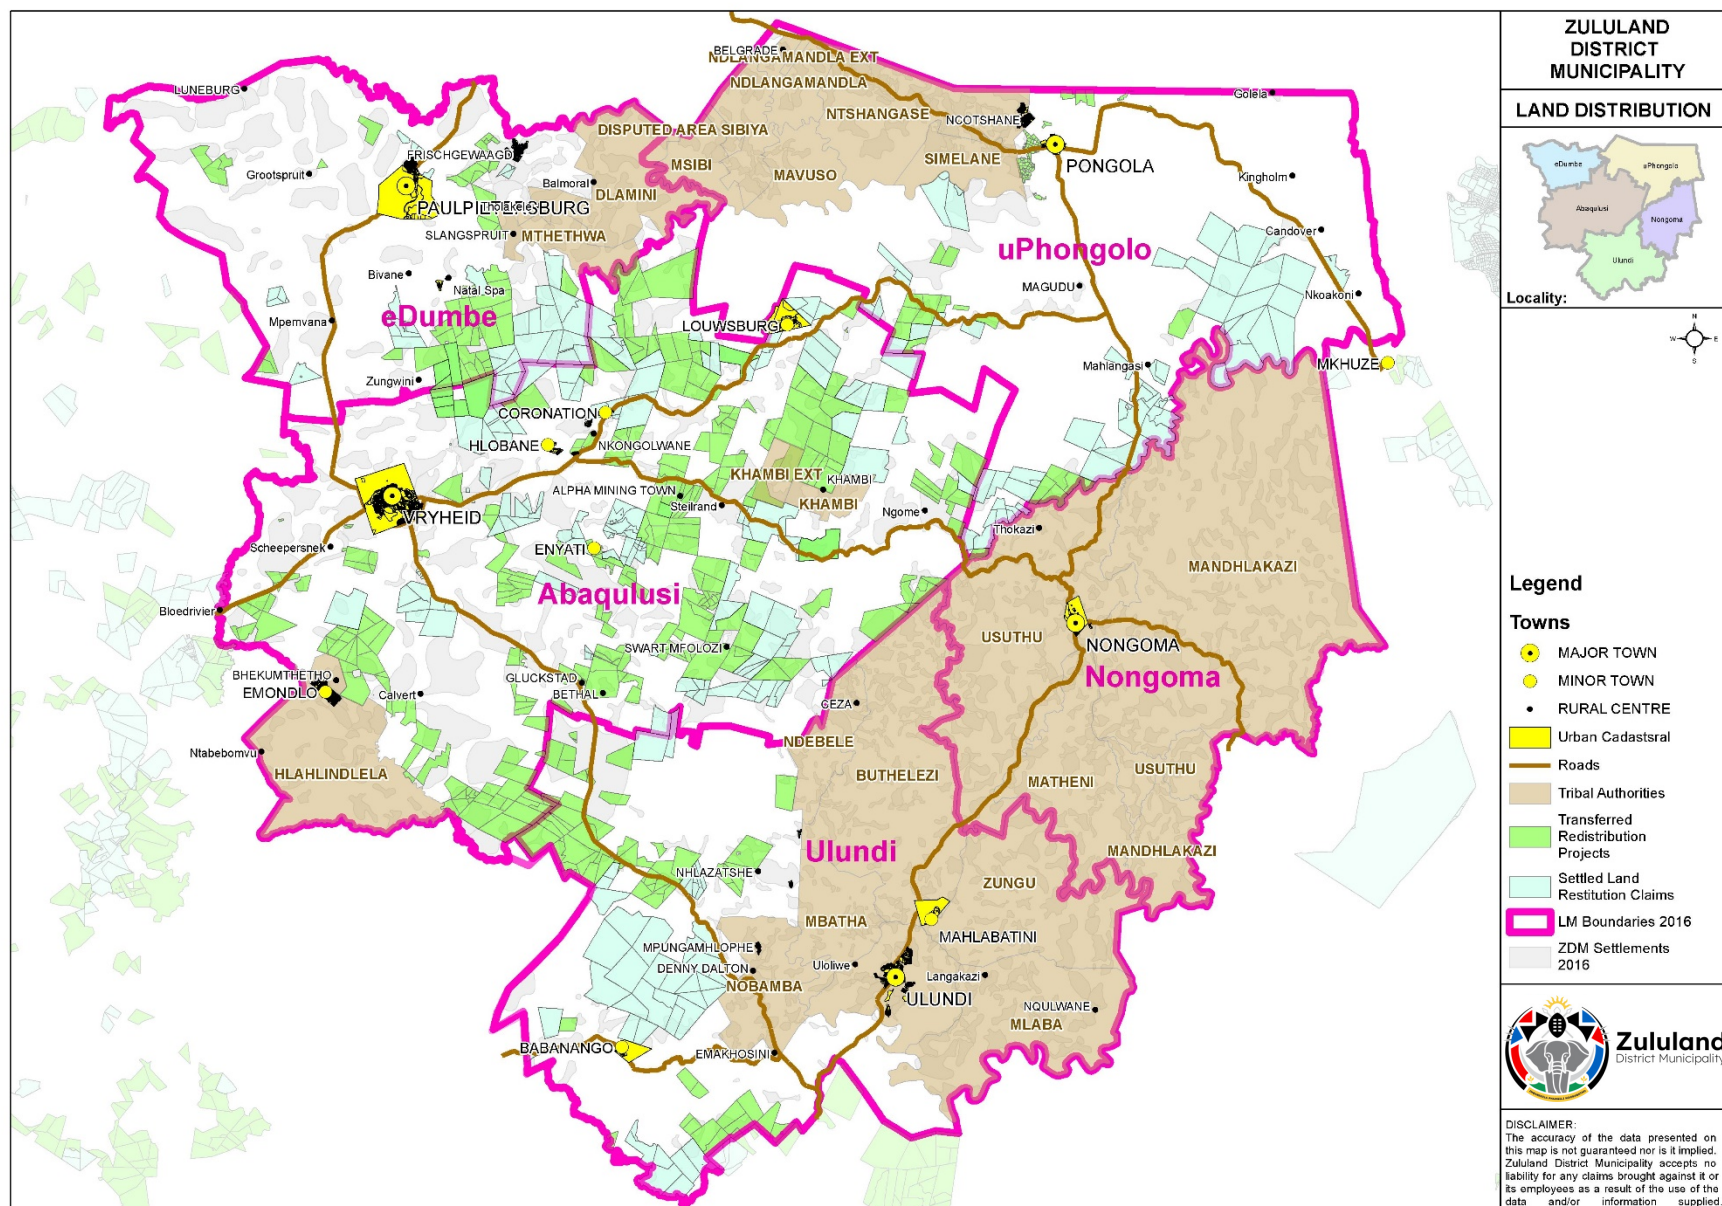 ZULULAND
DISTRICT
MUNICIPALITY
LAND DISTRIBUTION
eDumbe
uPhongolo
Abaqulusi
Nongoma
Ulundi
Locality:
N
W
E
S
Legend
Towns
MAJOR TOWN
MINOR TOWN
RURAL CENTRE
Urban Cadastsral
Roads
Tribal Authorities
Transferred
Redistribution
Projects
Settled Land
Restitution Claims
LM Boundaries 2016
ZDM Settlements
2016
Zululand
District Municipality
DISCLAIMER:
The accuracy of the data presented on
this map is not guaranteed nor is it implied.
Zululand District Municipality accepts no
liability for any claims brought against it or
its employees as a result of the use of the
data and/or information supplied.
BELGRADE
NDLANGAMANDLA EXT
NDLANGAMANDLA
LUNEBURG
Golela
NTSHANGASE
NCOTSHANE
DISPUTED AREA SIBIYA
FRISCHGEWAAGD
MSIBI
SIMELANE
PONGOLA
Grootspruit
Balmoral
MAVUSO
Kingholm
DLAMINI
PAULPIETERSBURG
Tholakele
SLANGSPRUIT
MTHETHWA
Candover
uPhongolo
Bivane
Natal Spa
MAGUDU
Nkoakoni
eDumbe
Mpemvana
LOUWSBURG
Mahlangasi
MKHUZE
Zungwini
CORONATION
HLOBANE
NKONGOLWANE
KHAMBI EXT
KHAMBI
ALPHA MINING TOWN
Steilrand
KHAMBI
Ngome
VRYHEID
Thokazi
Scheepersnek
ENYATI
MANDHLAKAZI
Abaqulusi
Bloedrivier
USUTHU
NONGOMA
SWART MFOLOZI
Nongoma
BHEKUMTHETHO
EMONDLO
GLUCKSTAD
BETHAL
Calvert
CEZA
NDEBELE
Ntabebomvu
HLAHLINDLELA
BUTHELEZI
USUTHU
MATHENI
Ulundi
MANDHLAKAZI
NHLAZATSHE
ZUNGU
MBATHA
MAHLABATINI
MPUNGAMHLOPHE
DENNY DALTON
Uloliwe
Langakazi
NOBAMBA
ULUNDI
NQULWANE
MLABA
BABANANGO
EMAKHOSINI